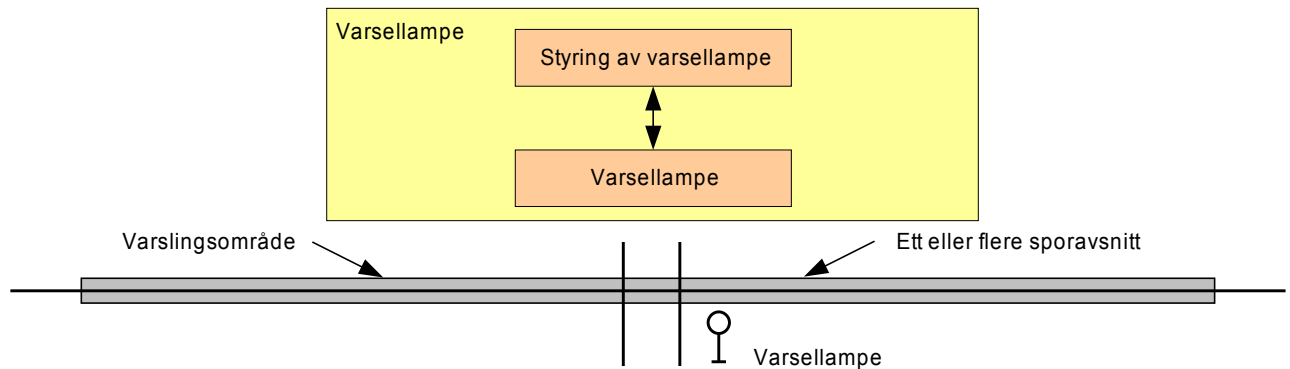 Varsellampe
Styring av varsellampe
Varsellampe
Varslingsområde
Ett eller flere sporavsnitt
Varsellampe